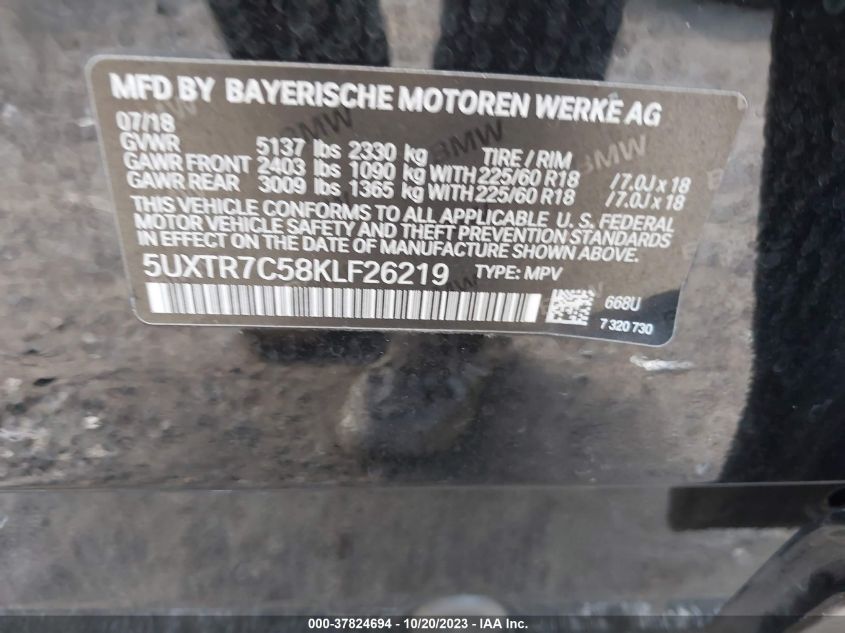 MFD BY BAYERISCHE MOTOREN WERKE AG
07/18
GVWR 5137 lbs 2330 kg TIRE / RIM
GAWR FRONT 2403 lbs 1090 kg WITH 225/60 R18 /7.0J x 18
GAWR REAR 3009 lbs 1365 kg WITH 225/60 R18 /7.0J x 18
THIS VEHICLE CONFORMS TO ALL APPLICABLE U. S. FEDERAL
MOTOR VEHICLE SAFETY AND THEFT PREVENTION STANDARDS
IN EFFECT ON THE DATE OF MANUFACTURE SHOWN ABOVE.
5UXTR7C58KLF26219 TYPE: MPV
668U
7 320 730
000-37824694 - 10/20/2023 - IAA Inc.